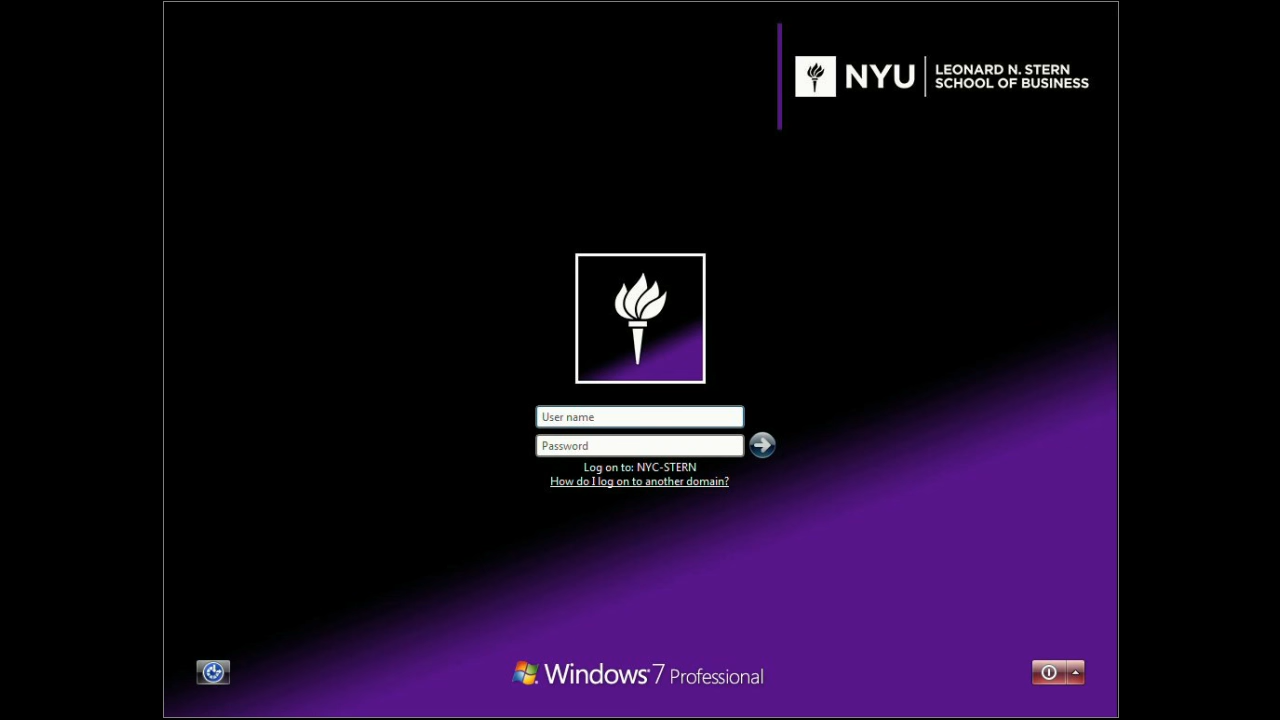 NYU
LEONARD N. STERN
SCHOOL OF BUSINESS
User name
Password
Log on to: NYC-STERN
How do I log on to another domain?
Windows 7 Professional